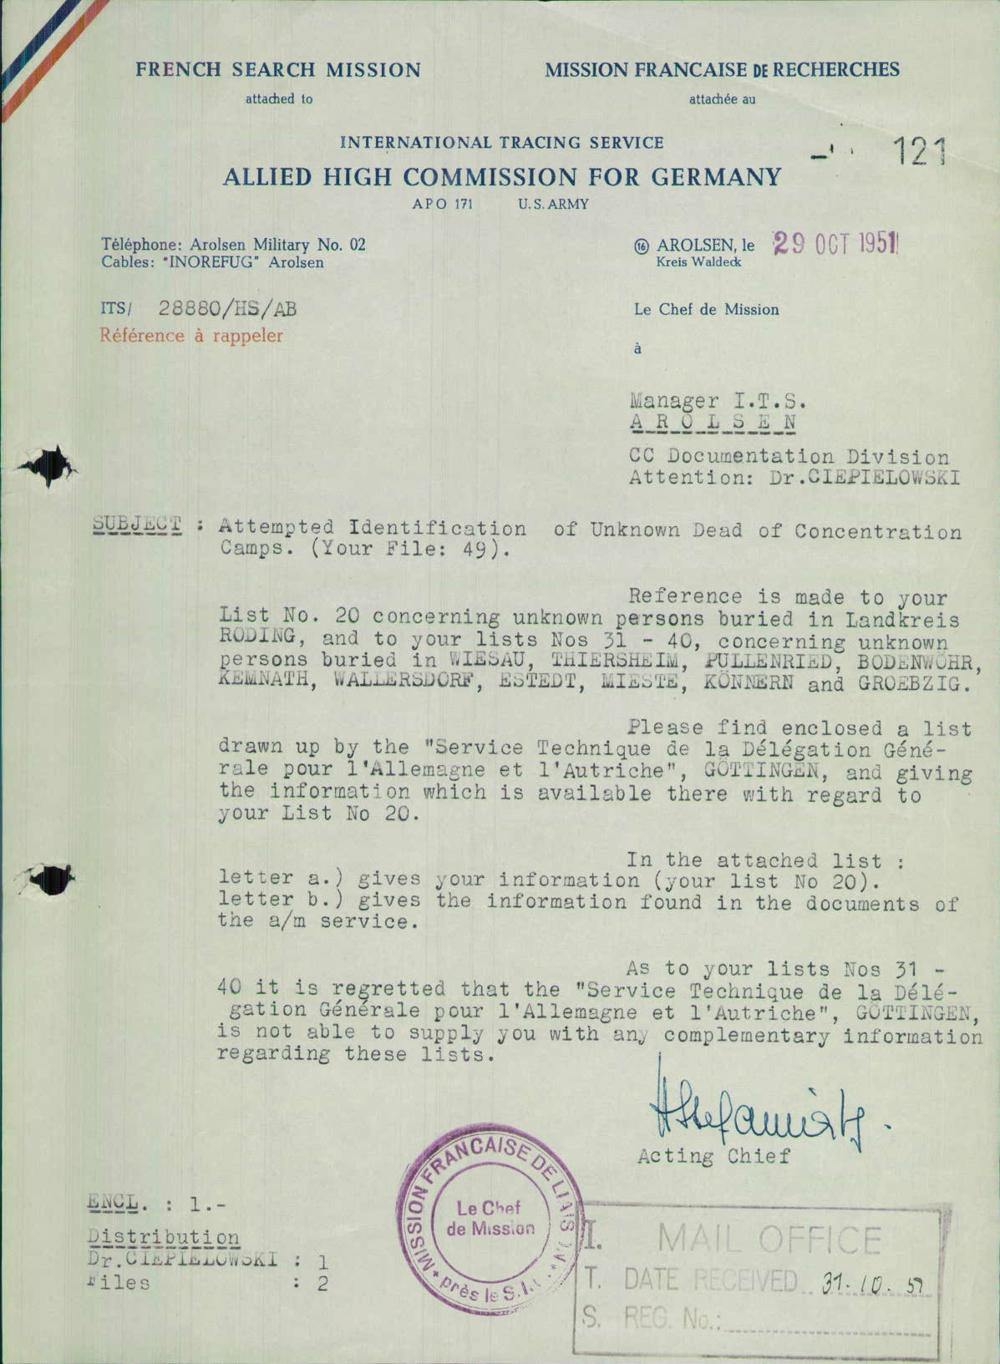 FRENCH SEARCH MISSION
attached to
MISSION FRANCAISE DE RECHERCHES
attachée au
INTERNATIONAL TRACING SERVICE
121
ALLIED HIGH COMMISSION FOR GERMANY
APO 171 U.S. ARMY
Téléphone: Arolsen Military No. 02
Cables: "INOREFUG" Arolsen
(16) AROLSEN, le 29 OCT 1951
Kreis Waldeck
ITS/ 28880/HS/AB
Référence à rappeler
Le Chef de Mission
à
Manager I.T.S.
A R O L S E N
CC Documentation Division
Attention: Dr.CIEPIELOWSKI
SUBJECT : Attempted Identification of Unknown Dead of Concentration
Camps. (Your File: 49).
Reference is made to your
List No. 20 concerning unknown persons buried in Landkreis
RODING, and to your lists Nos 31 - 40, concerning unknown
persons buried in WIESAU, THIERSHEIM, PULLENRIED, BODENWÖHR,
KEMNATH, WALLERSDORF, ESTEDT, MIESTE, KÖNNERN and GROEBZIG.
Please find enclosed a list
drawn up by the "Service Technique de la Délégation Géné-
rale pour l'Allemagne et l'Autriche", GÖTTINGEN, and giving
the information which is available there with regard to
your List No 20.
In the attached list :
letter a.) gives your information (your list No 20).
letter b.) gives the information found in the documents of
the a/m service.
As to your lists Nos 31 -
40 it is regretted that the "Service Technique de la Délé-
gation Générale pour l'Allemagne et l'Autriche", GÖTTINGEN,
is not able to supply you with any complementary information
regarding these lists.
Acting Chief
MISSION FRANCAISE DE LIAISON
Le Chef
de Mission
près le S.I.
ENCL. : 1.-
Distribution
Dr.CIEPIELOWSKI : 1
Files : 2
I. MAIL OFFICE
T. DATE RECEIVED 31.10.51
S. REG. No.: